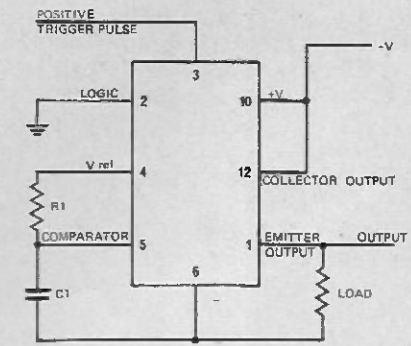 POSITIVE
TRIGGER PULSE
3
-V
LOGIC
2
10
+V
V ref
4
12
COLLECTOR OUTPUT
R1
COMPARATOR
5
1
EMITTER
OUTPUT
OUTPUT
6
C1
LOAD